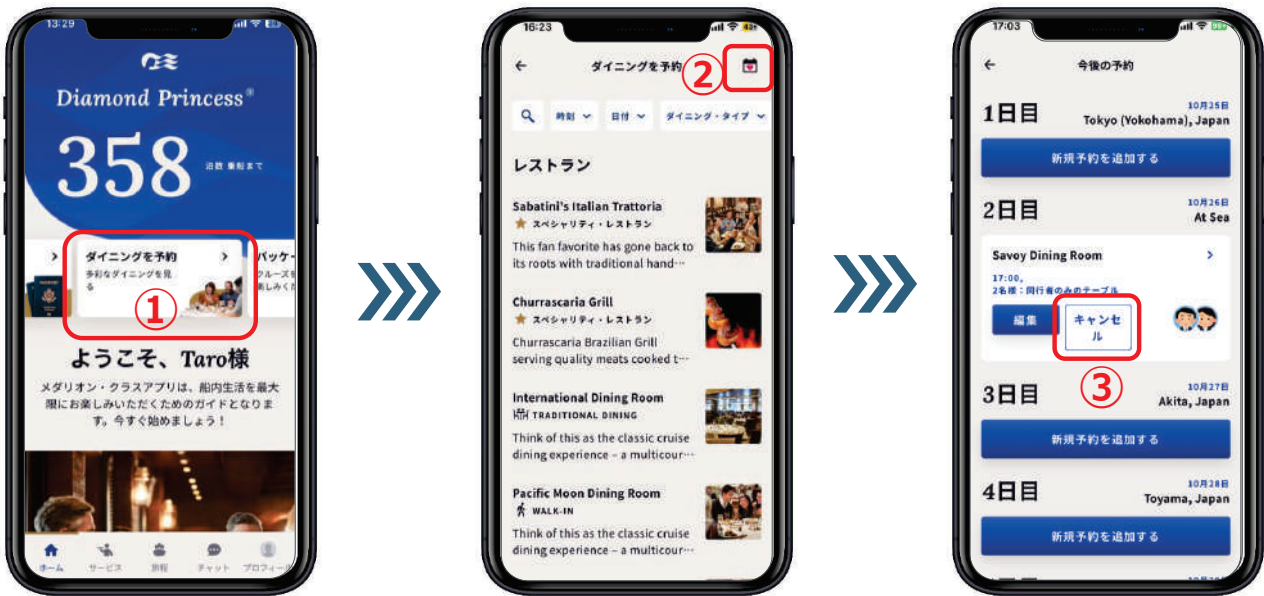 13:29
Diamond Princess®
358
泊数 乗船まで
ダイニングを予約
多彩なダイニングを見
る
①
パッケー
クルーズを
楽しみくだ
ようこそ、Taro様
メダリオン・クラスアプリは、船内生活を最大
限にお楽しみいただくためのガイドとなりま
す。今すぐ始めましょう！
ホーム
サービス
旅程
チャット
プロフィール
16:23
ダイニングを予約
②
時刻
日付
ダイニング・タイプ
レストラン
Sabatini's Italian Trattoria
スペシャリティ・レストラン
This fan favorite has gone back to
its roots with traditional hand…
Churrascaria Grill
スペシャリティ・レストラン
Churrascaria Brazilian Grill
serving quality meats cooked t…
International Dining Room
TRADITIONAL DINING
Think of this as the classic cruise
dining experience – a multicour…
Pacific Moon Dining Room
WALK-IN
Think of this as the classic cruise
dining experience – a multicour…
17:03
今後の予約
1日目
10月25日
Tokyo (Yokohama), Japan
新規予約を追加する
2日目
10月26日
At Sea
Savoy Dining Room
17:00,
2名様：同行者のみのテーブル
編集
キャンセ
ル
③
3日目
10月27日
Akita, Japan
新規予約を追加する
4日目
10月28日
Toyama, Japan
新規予約を追加する